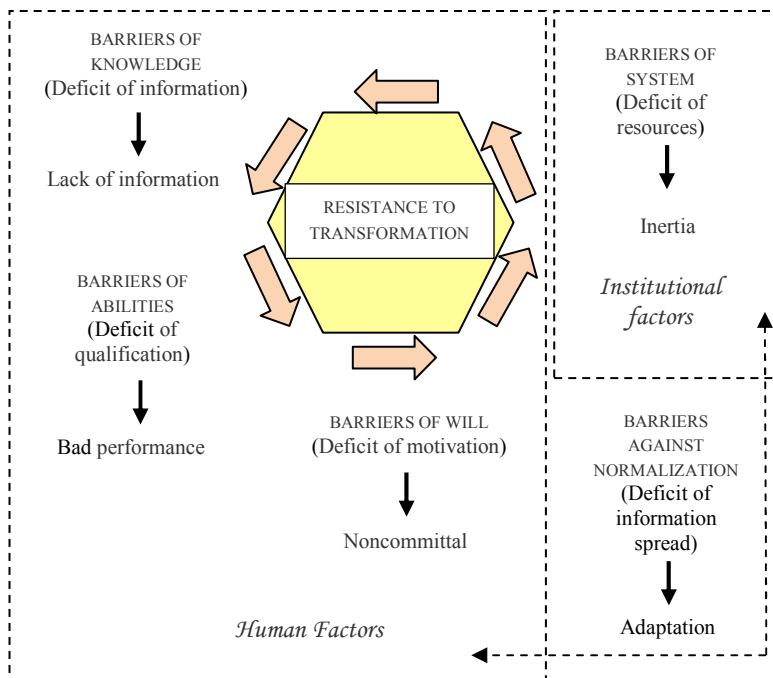 BARRIERS OF
KNOWLEDGE
(Deficit of information)
Lack of information
BARRIERS OF
ABILITIES
(Deficit of
qualification)
Bad performance
RESISTANCE TO
TRANSFORMATION
BARRIERS OF WILL
(Deficit of motivation)
Noncommittal
Human Factors
BARRIERS OF
SYSTEM
(Deficit of
resources)
Inertia
Institutional
factors
BARRIERS
AGAINST
NORMALIZATION
(Deficit of
information
spread)
Adaptation